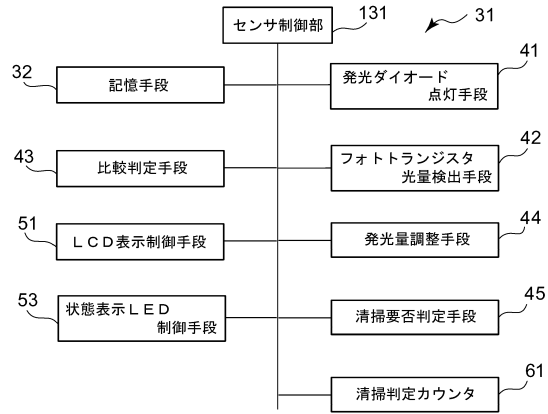 センサ制御部
131
31
32
記憶手段
41
発光ダイオード
点灯手段
43
比較判定手段
42
フォトトランジスタ
光量検出手段
51
LCD表示制御手段
44
発光量調整手段
53
状態表示LED
制御手段
45
清掃要否判定手段
61
清掃判定カウンタ